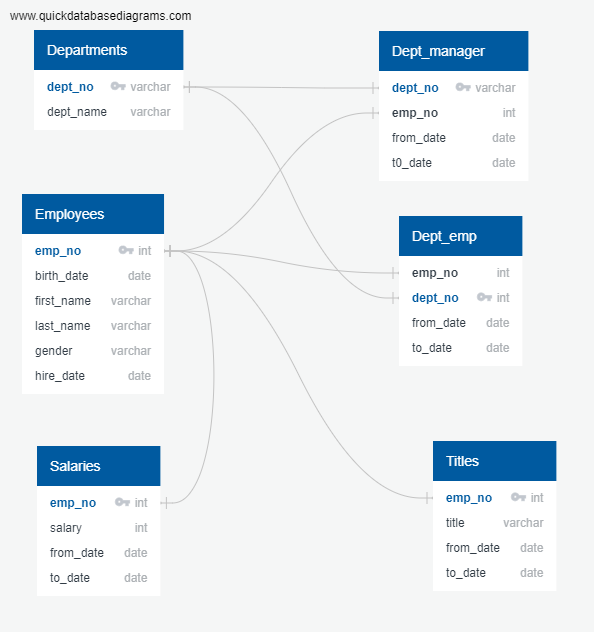 www.quickdatabasediagrams.com
Departments
dept_no varchar
dept_name varchar
Dept_manager
dept_no varchar
emp_no int
from_date date
t0_date date
Employees
emp_no int
birth_date date
first_name varchar
last_name varchar
gender varchar
hire_date date
Dept_emp
emp_no int
dept_no int
from_date date
to_date date
Salaries
emp_no int
salary int
from_date date
to_date date
Titles
emp_no int
title varchar
from_date date
to_date date